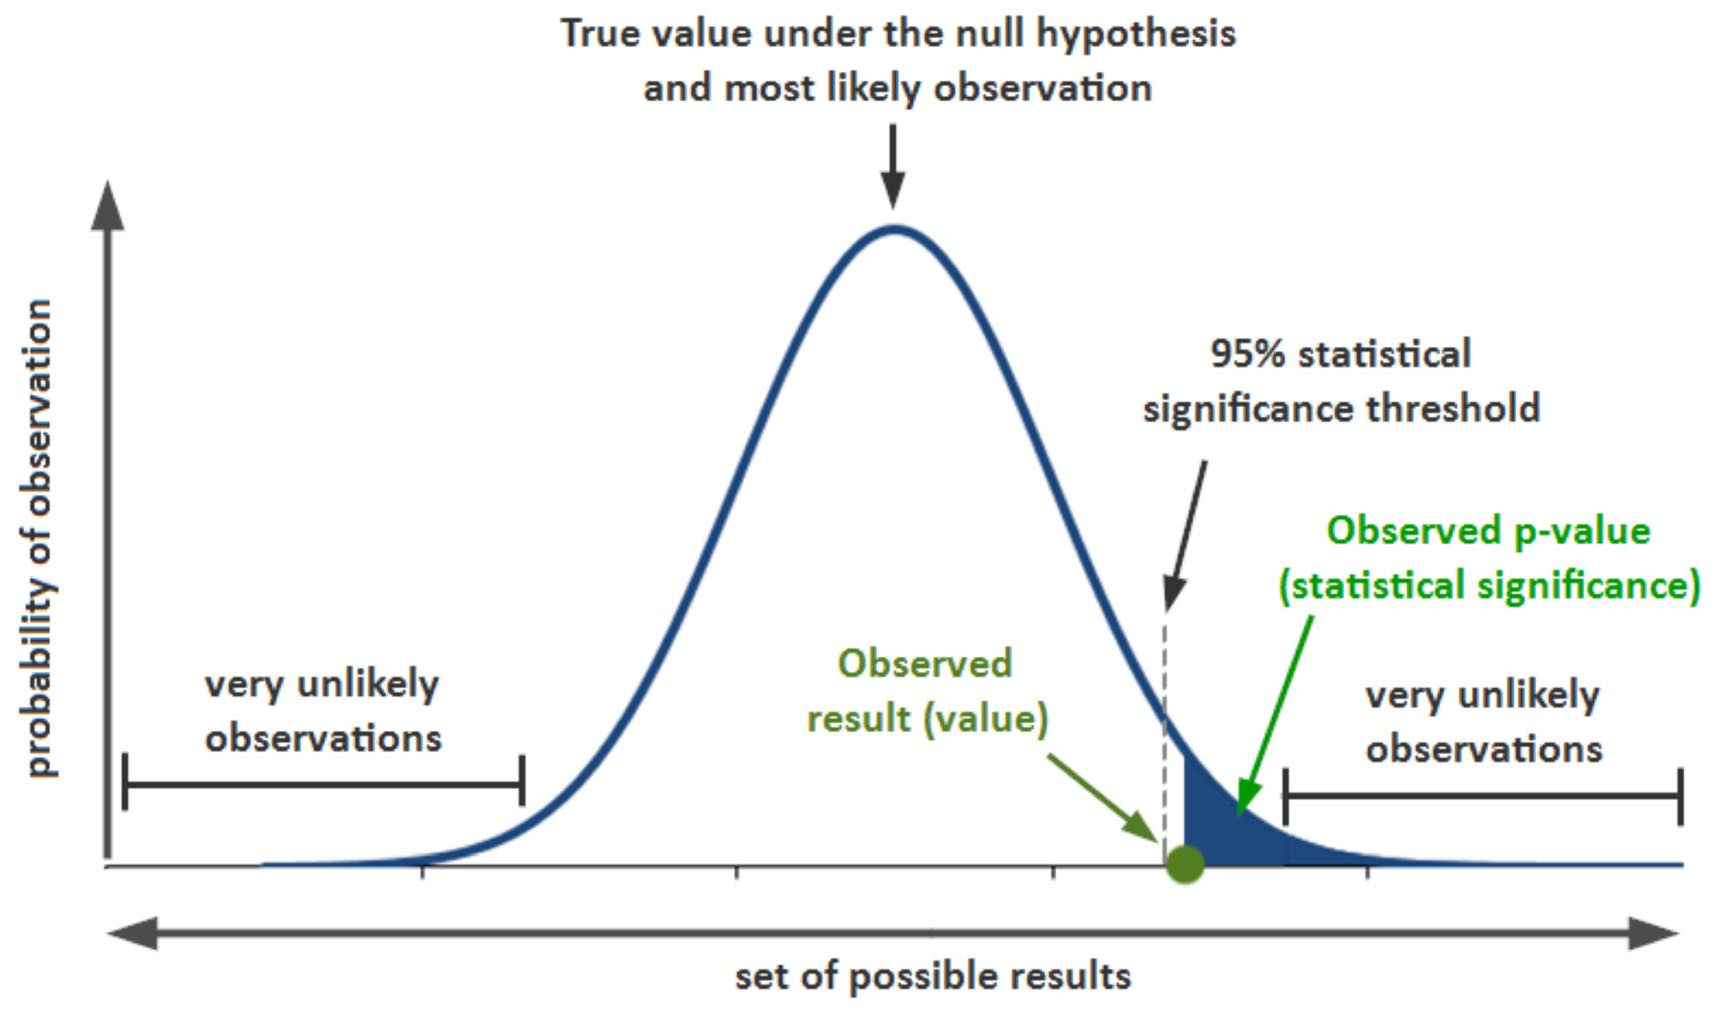 True value under the null hypothesis
and most likely observation
95% statistical
significance threshold
Observed p-value
(statistical significance)
Observed
result (value)
very unlikely
observations
very unlikely
observations
probability of observation
set of possible results